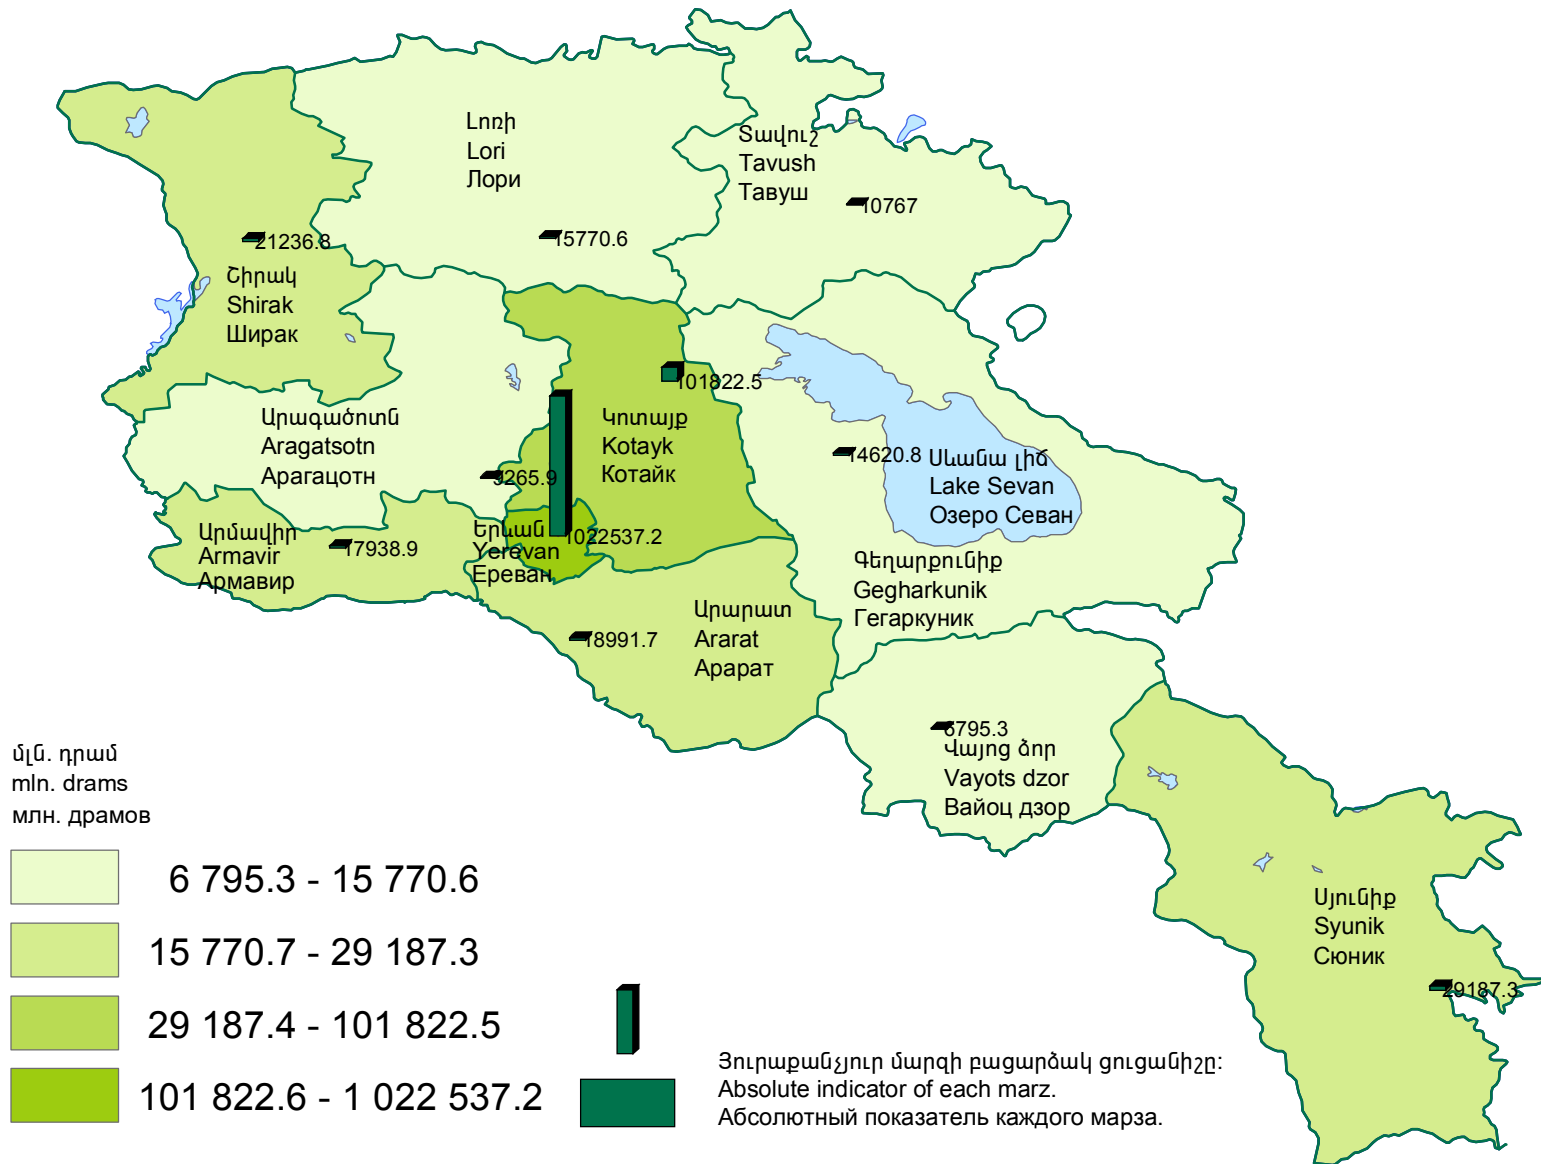 Լոռի
Lori
Лори
15770.6
Տավուշ
Tavush
Тавуш
10767
21236.8
Շիրակ
Shirak
Ширак
101822.5
Կոտայք
Kotayk
Котайк
Արագածոտն
Aragatsotn
Арагацотн
14620.8
Սևանա լիճ
Lake Sevan
Озеро Севан
Արմավիր
Armavir
Армавир
17938.9
Երևան
Yerevan
Ереван
1022537.2
Գեղարքունիք
Gegharkunik
Гегаркуник
Արարատ
Ararat
Арарат
18991.7
6795.3
Վայոց ձոր
Vayots dzor
Вайоц дзор
Սյունիք
Syunik
Сюник
29187.3
մլն. դրամ
mln. drams
млн. драмов
6 795.3 - 15 770.6
15 770.7 - 29 187.3
29 187.4 - 101 822.5
101 822.6 - 1 022 537.2
Յուրաքանչյուր մարզի բացարձակ ցուցանիշը:
Absolute indicator of each marz.
Абсолютный показатель каждого марза.